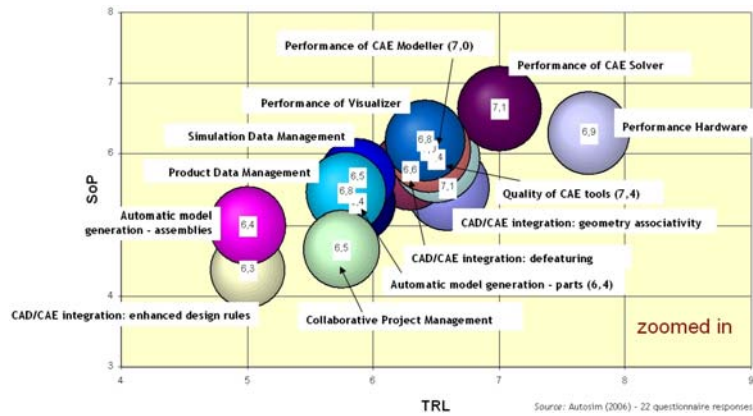 8
7
6
5
4
3
SoP
4
5
6
7
8
9
TRL
Performance of CAE Modeller (7,0)
Performance of CAE Solver
7,1
Performance of Visualizer
6,8
Performance Hardware
6,9
Simulation Data Management
6,5
6,6
,4
7,1
Quality of CAE tools (7,4)
Product Data Management
6,8
,4
CAD/CAE integration: geometry associativity
Automatic model
generation - assemblies
6,4
CAD/CAE integration: defeaturing
Automatic model generation - parts (6,4)
6,5
6,3
CAD/CAE integration: enhanced design rules
Collaborative Project Management
zoomed in
Source: Autosim (2006) - 22 questionnaire responses